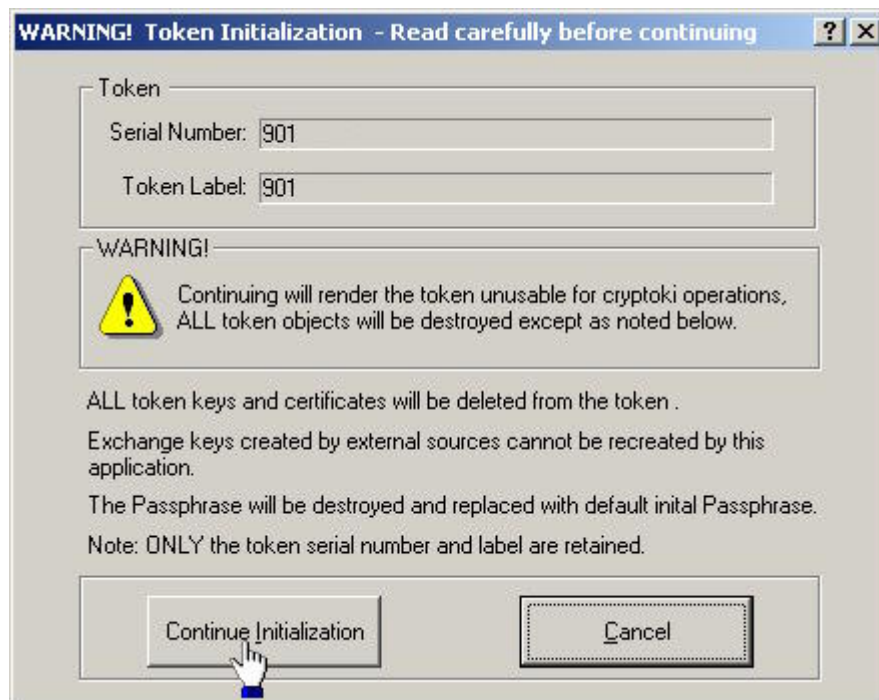 WARNING! Token Initialization - Read carefully before continuing
Token
Serial Number: 901
Token Label: 901
WARNING!
Continuing will render the token unusable for cryptoki operations,
ALL token objects will be destroyed except as noted below.
ALL token keys and certificates will be deleted from the token .
Exchange keys created by external sources cannot be recreated by this
application.
The Passphrase will be destroyed and replaced with default inital Passphrase.
Note: ONLY the token serial number and label are retained.
Continue Initialization
Cancel